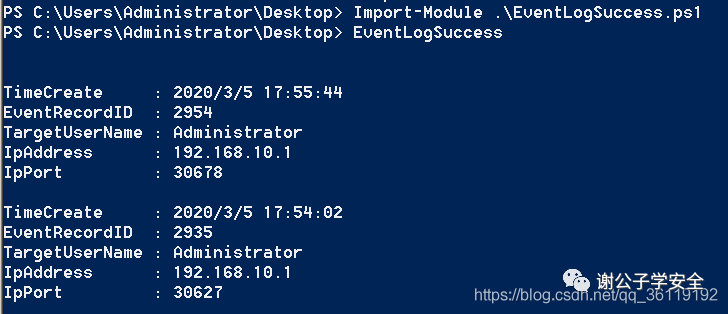 PS C:\Users\Administrator\Desktop> Import-Module .\EventLogSuccess.ps1
PS C:\Users\Administrator\Desktop> EventLogSuccess
TimeCreate     : 2020/3/5 17:55:44
EventRecordID  : 2954
TargetUserName : Administrator
IpAddress      : 192.168.10.1
IpPort         : 30678
TimeCreate     : 2020/3/5 17:54:02
EventRecordID  : 2935
TargetUserName : Administrator
IpAddress      : 192.168.10.1
IpPort         : 30627
谢公子学安全
https://blog.csdn.net/qq_36119192